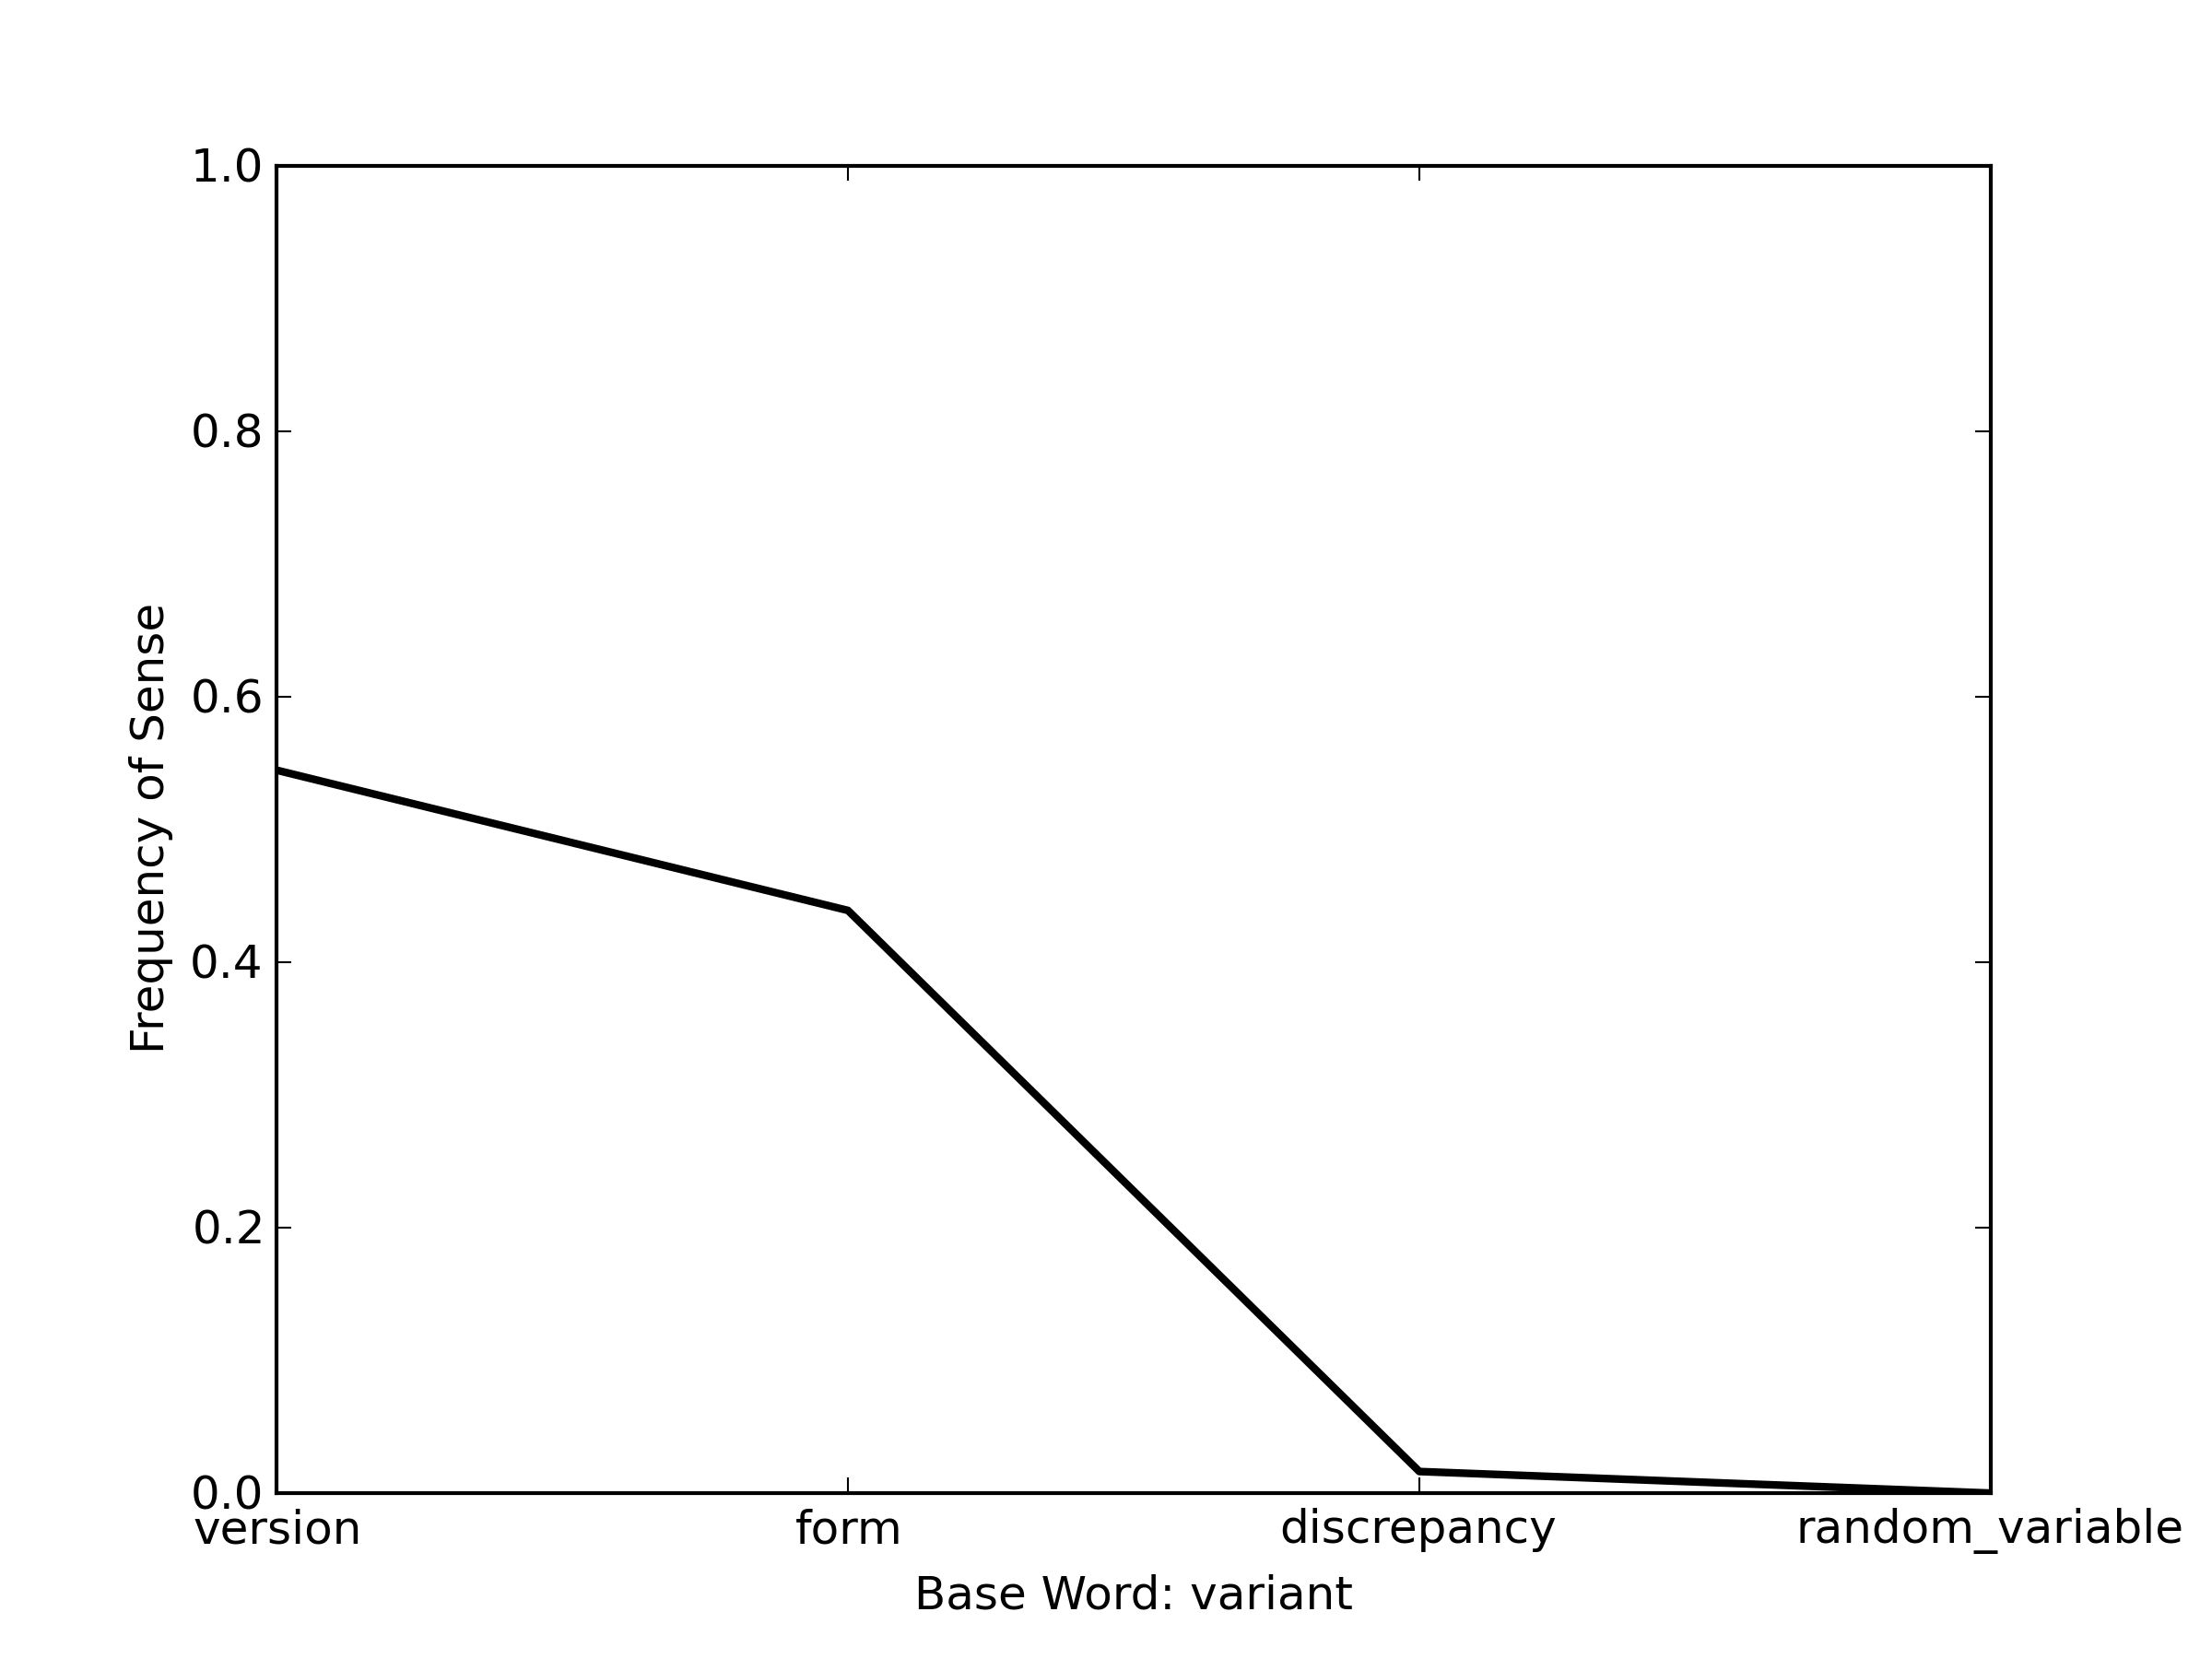 1.0
0.8
0.6
0.4
0.2
0.0
Frequency of Sense
version form discrepancy random_variable
Base Word: variant